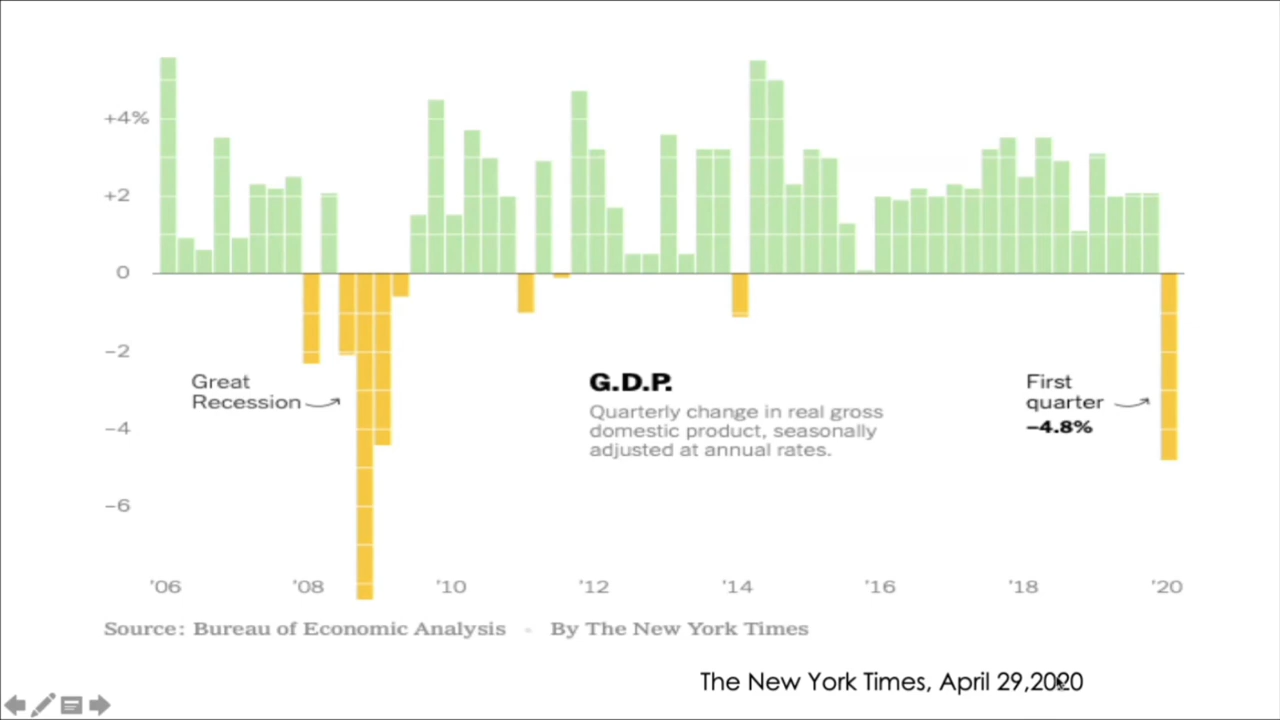 +4%
+2
0
−2
−4
−6
Great
Recession
G.D.P.
Quarterly change in real gross
domestic product, seasonally
adjusted at annual rates.
First
quarter
−4.8%
’06 ’08 ’10 ’12 ’14 ’16 ’18 ’20
Source: Bureau of Economic Analysis • By The New York Times
The New York Times, April 29,2020